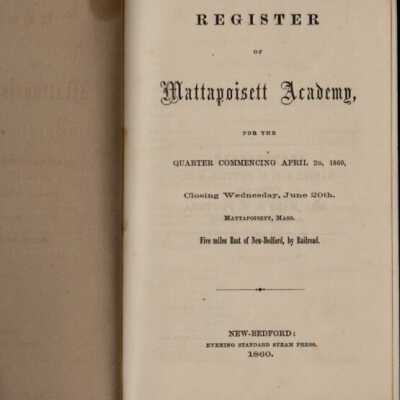 REGISTER
OF
Mattapoisett Academy,
FOR THE
QUARTER COMMENCING APRIL 2D, 1860,
Closing Wednesday, June 20th.
MATTAPOISETT, MASS.
Five miles East of New-Bedford, by Railroad.
NEW-BEDFORD:
EVENING STANDARD STEAM PRESS.
1860.